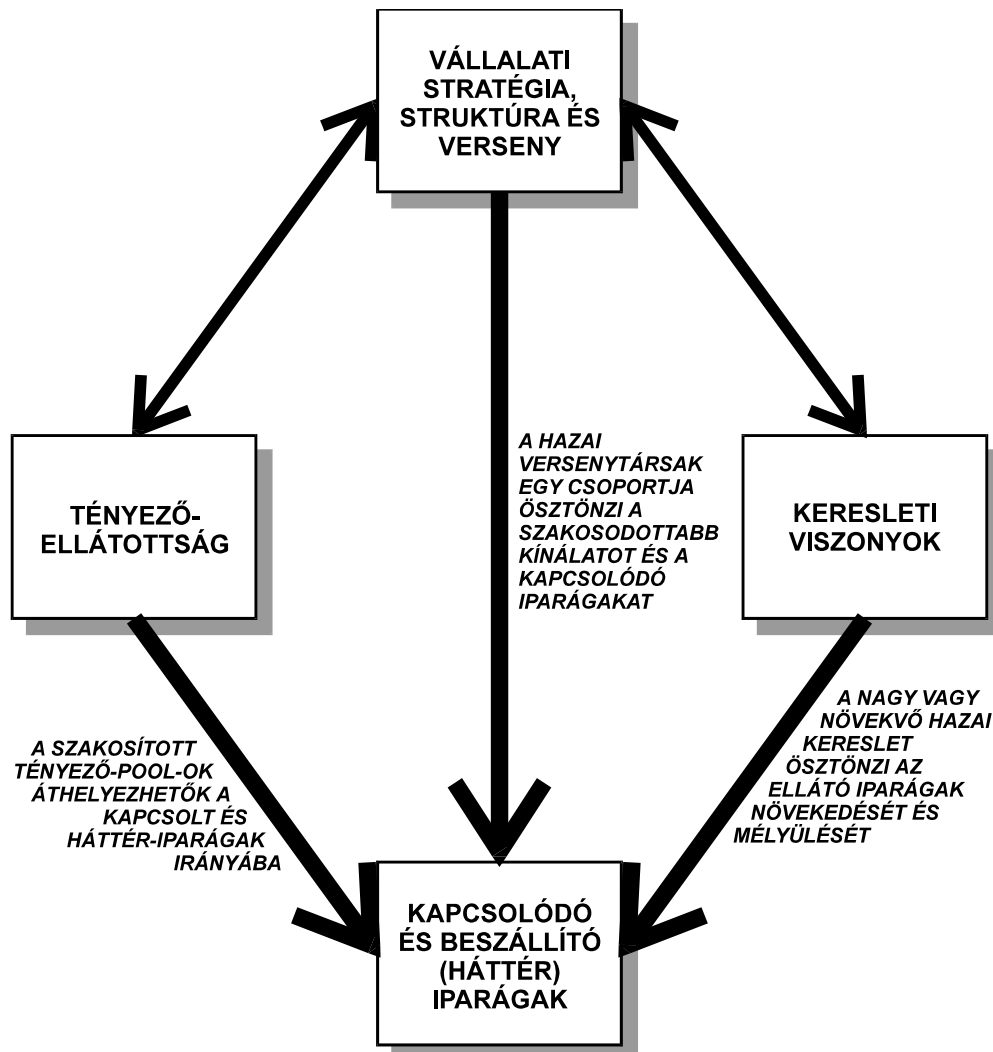 VÁLLALATI
STRATÉGIA,
STRUKTÚRA ÉS
VERSENY
TÉNYEZŐ-
ELLÁTOTTSÁG
A HAZAI
VERSENYTÁRSAK
EGY CSOPORTJA
ÖSZTÖNZI A
SZAKOSODOTTABB
KÍNÁLATOT ÉS A
KAPCSOLÓDÓ
IPARÁGAKAT
KERESLETI
VISZONYOK
A SZAKOSÍTOTT
TÉNYEZŐ-POOL-OK
ÁTHELYEZHETŐK A
KAPCSOLT ÉS
HÁTTÉR-IPARÁGAK
IRÁNYÁBA
A NAGY VAGY
NÖVEKVŐ HAZAI
KERESLET
ÖSZTÖNZI AZ
ELLÁTÓ IPARÁGAK
NÖVEKEDÉSÉT ÉS
MÉLYÜLÉSÉT
KAPCSOLÓDÓ
ÉS BESZÁLLÍTÓ
(HÁTTÉR)
IPARÁGAK